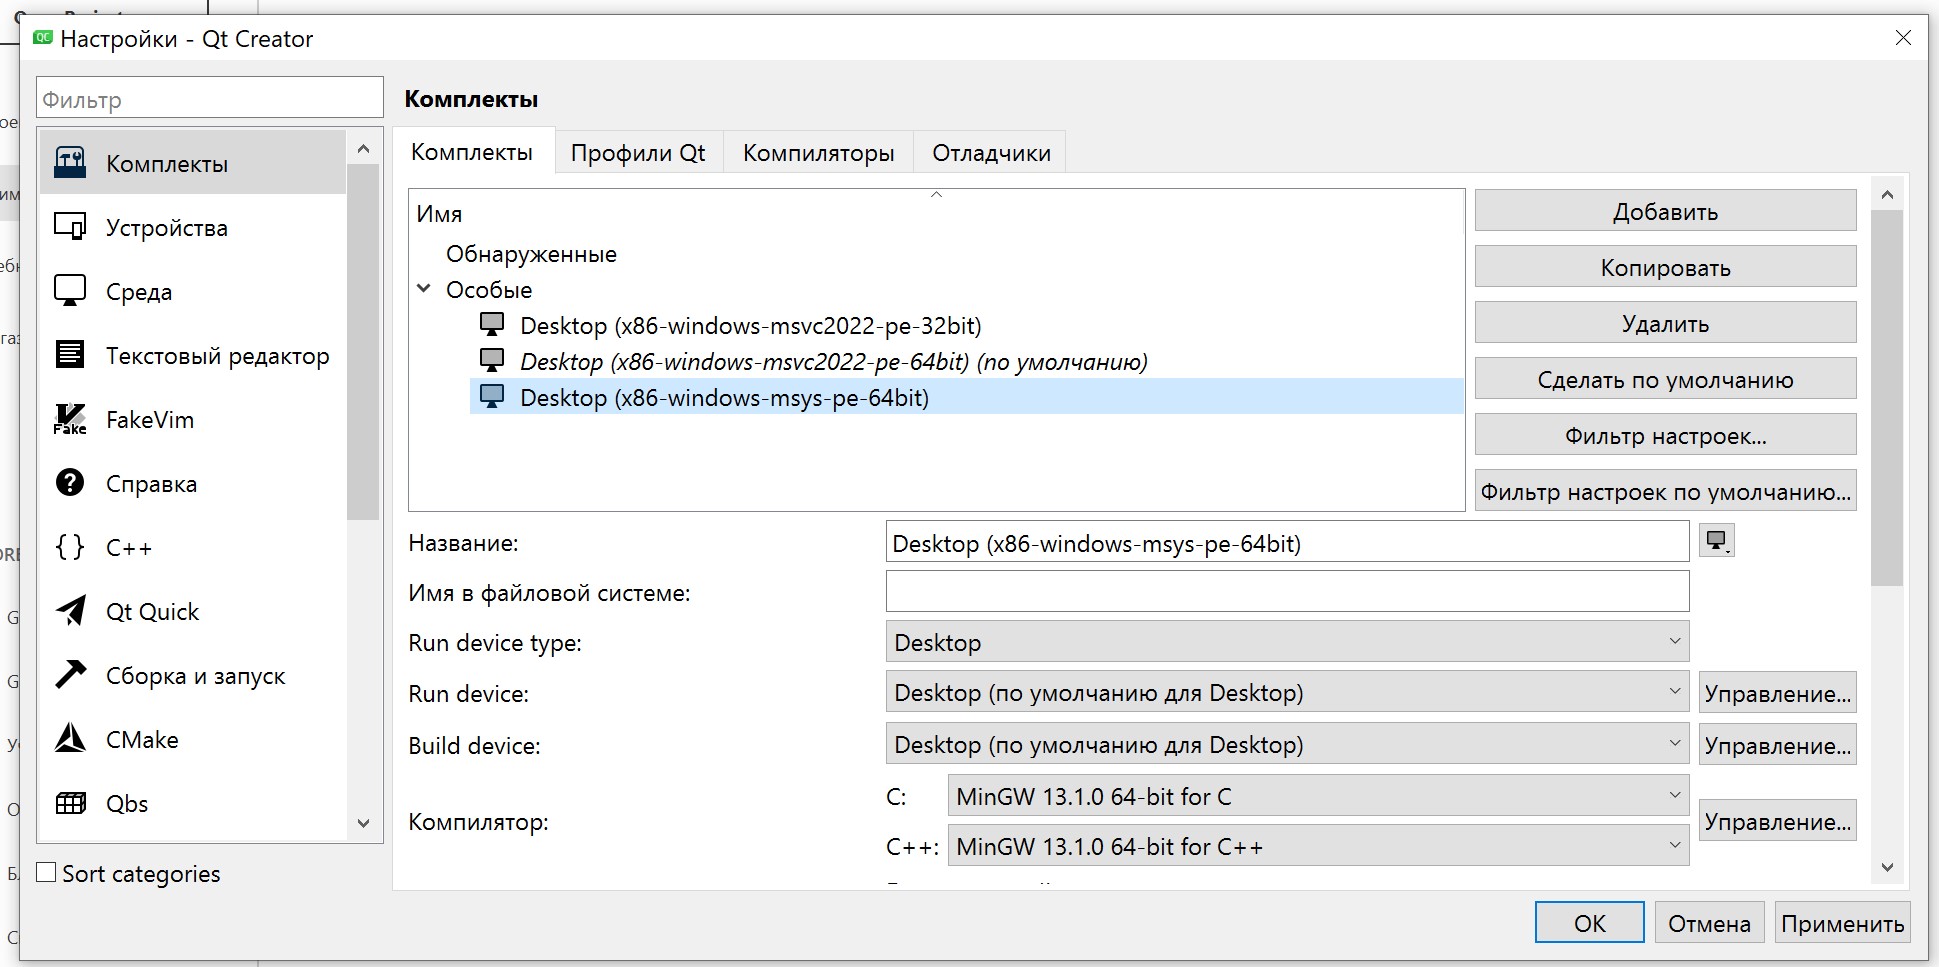 Настройки - Qt Creator
Фильтр
Комплекты
Комплекты
Устройства
Среда
Текстовый редактор
FakeVim
Справка
C++
Qt Quick
Сборка и запуск
CMake
Qbs
Sort categories
Комплекты Профили Qt Компиляторы Отладчики
Имя
Обнаруженные
Особые
Desktop (x86-windows-msvc2022-pe-32bit)
Desktop (x86-windows-msvc2022-pe-64bit) (по умолчанию)
Desktop (x86-windows-msys-pe-64bit)
Добавить
Копировать
Удалить
Сделать по умолчанию
Фильтр настроек...
Фильтр настроек по умолчанию...
Название: Desktop (x86-windows-msys-pe-64bit)
Имя в файловой системе:
Run device type: Desktop
Run device: Desktop (по умолчанию для Desktop) Управление...
Build device: Desktop (по умолчанию для Desktop) Управление...
Компилятор:
C: MinGW 13.1.0 64-bit for C
C++: MinGW 13.1.0 64-bit for C++
Управление...
OK Отмена Применить